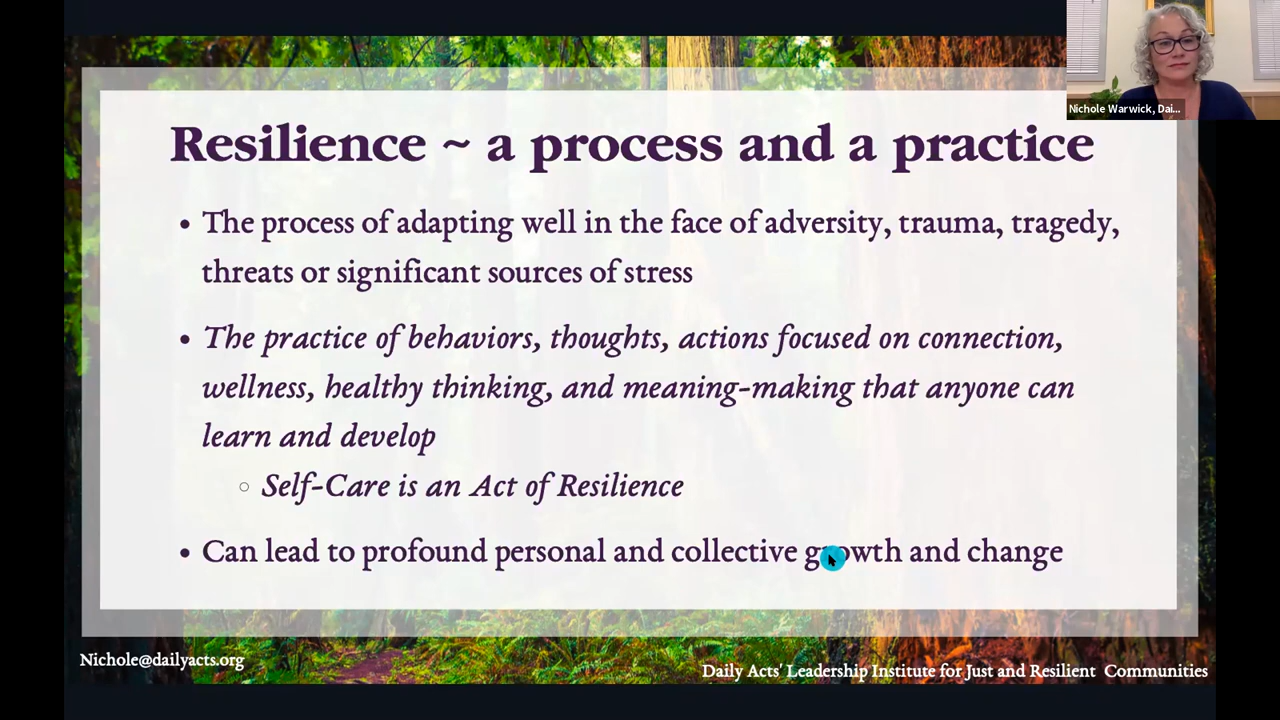 Nichole Warwick, Dai...
Resilience ~ a process and a practice
• The process of adapting well in the face of adversity, trauma, tragedy,
threats or significant sources of stress
• The practice of behaviors, thoughts, actions focused on connection,
wellness, healthy thinking, and meaning-making that anyone can
learn and develop
○ Self-Care is an Act of Resilience
• Can lead to profound personal and collective growth and change
Nichole@dailyacts.org
Daily Acts' Leadership Institute for Just and Resilient Communities